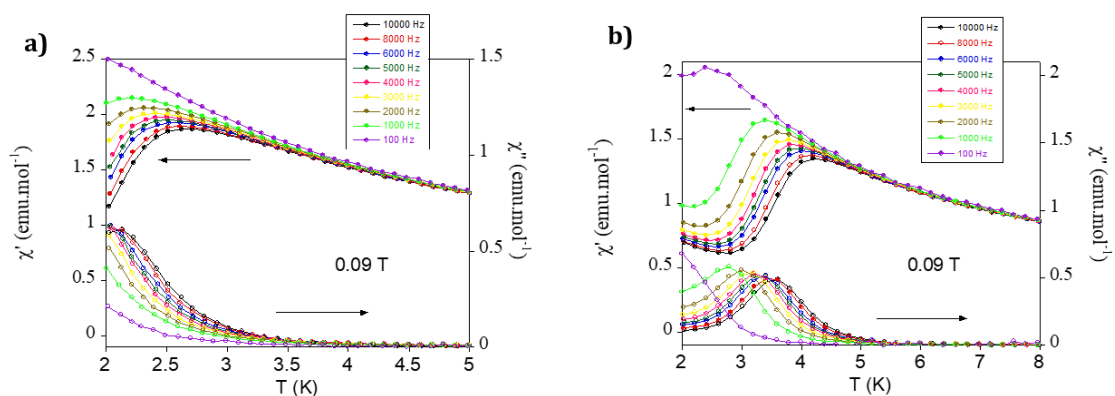 a)
10000 Hz
8000 Hz
6000 Hz
5000 Hz
4000 Hz
3000 Hz
2000 Hz
1000 Hz
100 Hz
2.5
2
1.5
1
0.5
0
1.5
1
0.5
0
χ' (emu.mol⁻¹)
χ'' (emu.mol⁻¹)
0.09 T
2
2.5
3
3.5
4
4.5
5
T (K)
b)
10000 Hz
8000 Hz
6000 Hz
5000 Hz
4000 Hz
3000 Hz
2000 Hz
1000 Hz
100 Hz
2
1.5
1
0.5
0
2
1.5
1
0.5
0
χ' (emu.mol⁻¹)
χ'' (emu.mol⁻¹)
0.09 T
2
3
4
5
6
7
8
T (K)